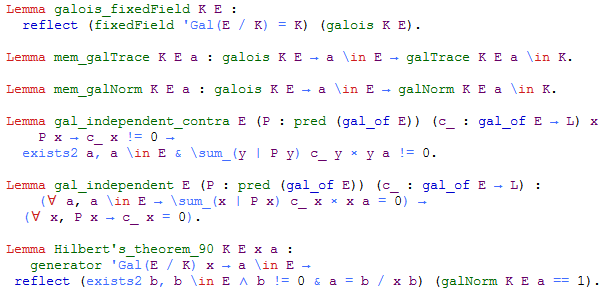 Lemma galois_fixedField K E :
reflect (fixedField 'Gal(E / K) = K) (galois K E).
Lemma mem_galTrace K E a : galois K E → a \in E → galTrace K E a \in K.
Lemma mem_galNorm K E a : galois K E → a \in E → galNorm K E a \in K.
Lemma gal_independent_contra E (P : pred (gal_of E)) (c_ : gal_of E → L) x
P x → c_ x != 0 →
exists2 a, a \in E & \sum_(y | P y) c_ y × y a != 0.
Lemma gal_independent E (P : pred (gal_of E)) (c_ : gal_of E → L) :
(∀ a, a \in E → \sum_(x | P x) c_ x × x a = 0) →
(∀ x, P x → c_ x = 0).
Lemma Hilbert's_theorem_90 K E x a :
generator 'Gal(E / K) x → a \in E →
reflect (exists2 b, b \in E ∧ b != 0 & a = b / x b) (galNorm K E a == 1).